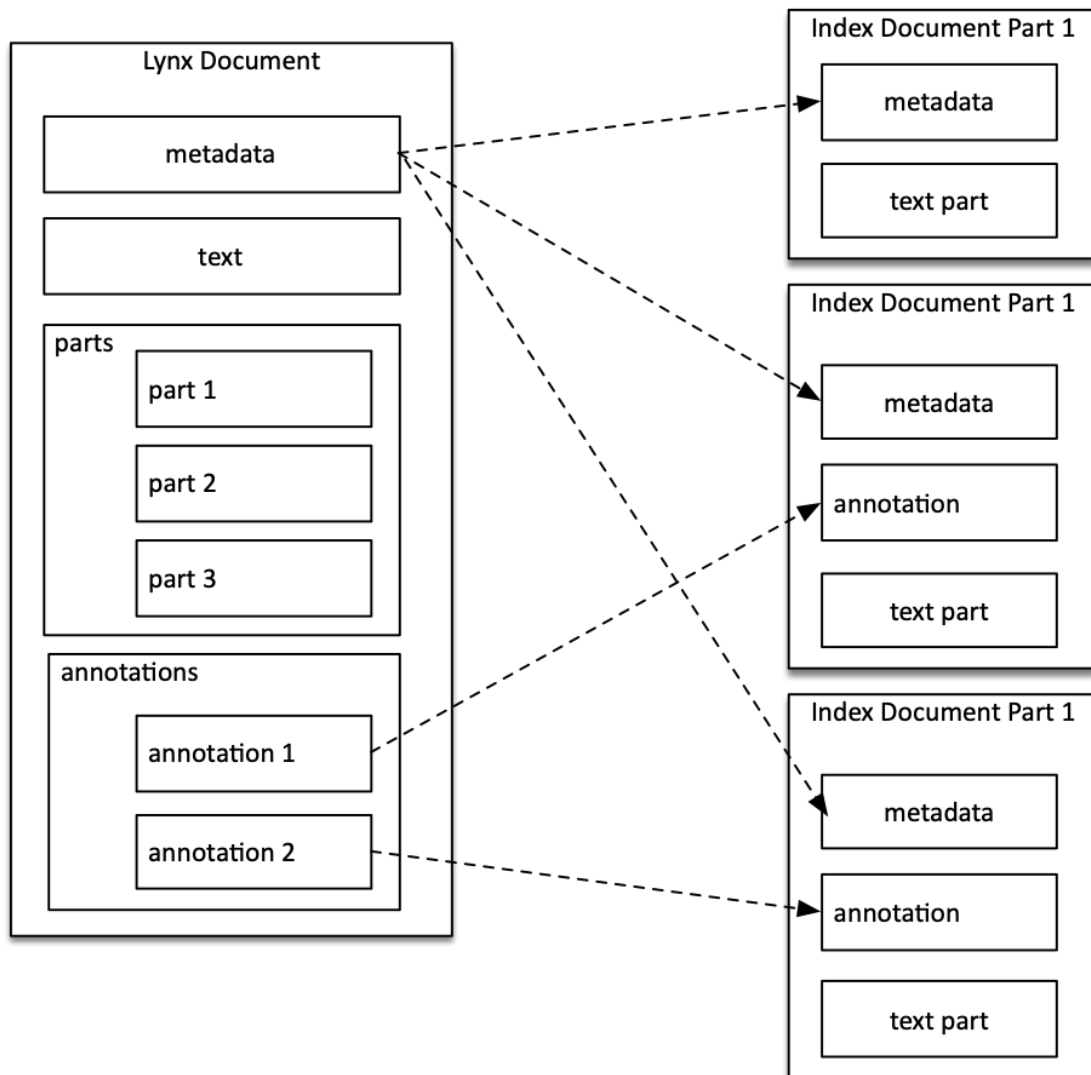 Lynx Document
metadata
text
parts
part 1
part 2
part 3
annotations
annotation 1
annotation 2
Index Document Part 1
metadata
text part
Index Document Part 1
metadata
annotation
text part
Index Document Part 1
metadata
annotation
text part